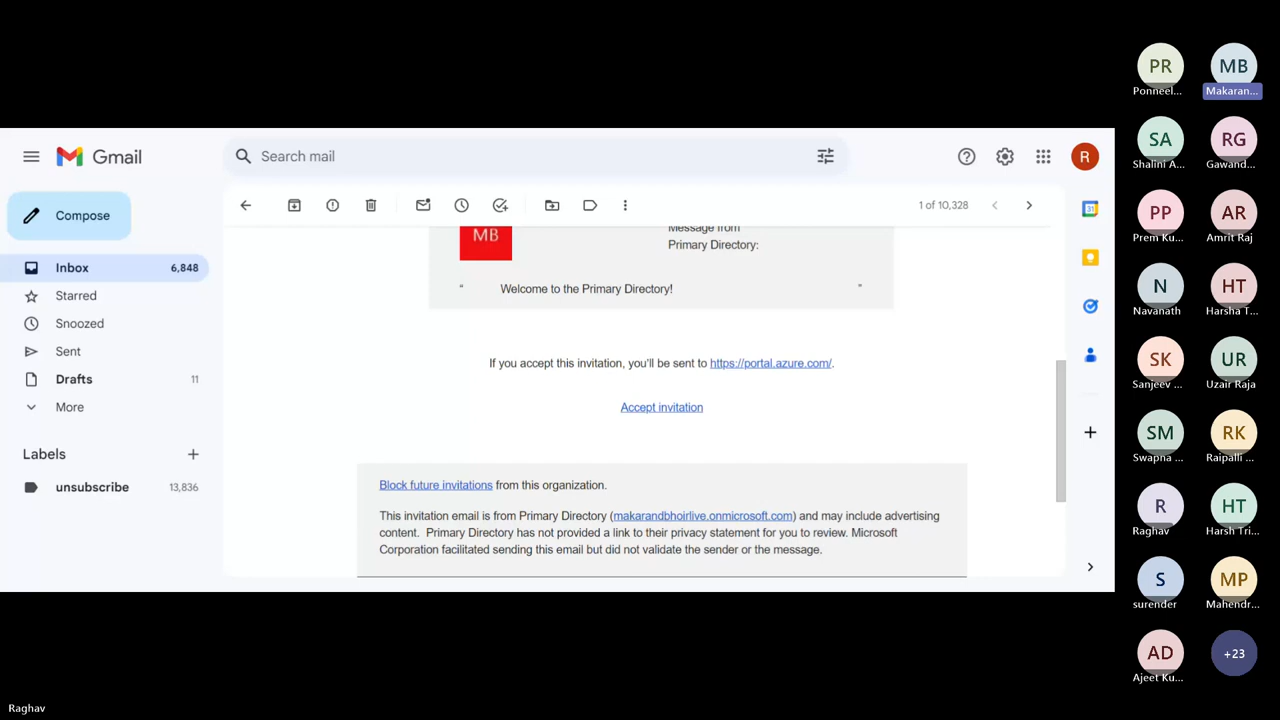 Gmail
Search mail
Compose
Inbox 6,848
Starred
Snoozed
Sent
Drafts 11
More
Labels
unsubscribe 13,836
1 of 10,328
R
MB
Message from
Primary Directory:
" Welcome to the Primary Directory! "
If you accept this invitation, you'll be sent to https://portal.azure.com/.
Accept invitation
Block future invitations from this organization.
This invitation email is from Primary Directory (makarandbhoirlive.onmicrosoft.com) and may include advertising
content. Primary Directory has not provided a link to their privacy statement for you to review. Microsoft
Corporation facilitated sending this email but did not validate the sender or the message.
31
PR MB
Ponneel... Makaran...
SA RG
Shalini A... Gawand...
PP AR
Prem Ku... Amrit Raj
N HT
Navanath Harsha T...
SK UR
Sanjeev ... Uzair Raja
SM RK
Swapna ... Raipalli ...
R HT
Raghav Harsh Tri...
S MP
surender Mahendr...
AD +23
Ajeet Ku...
Raghav